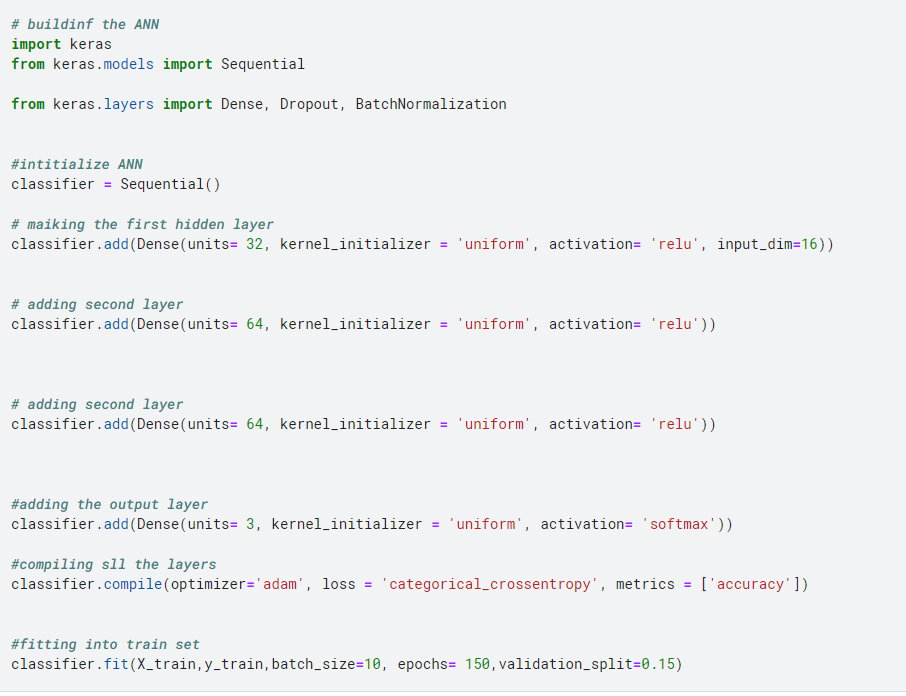 # buildinf the ANN
import keras
from keras.models import Sequential
from keras.layers import Dense, Dropout, BatchNormalization
#intitialize ANN
classifier = Sequential()
# maiking the first hidden layer
classifier.add(Dense(units= 32, kernel_initializer = 'uniform', activation= 'relu', input_dim=16))
# adding second layer
classifier.add(Dense(units= 64, kernel_initializer = 'uniform', activation= 'relu'))
# adding second layer
classifier.add(Dense(units= 64, kernel_initializer = 'uniform', activation= 'relu'))
#adding the output layer
classifier.add(Dense(units= 3, kernel_initializer = 'uniform', activation= 'softmax'))
#compiling sll the layers
classifier.compile(optimizer='adam', loss = 'categorical_crossentropy', metrics = ['accuracy'])
#fitting into train set
classifier.fit(X_train,y_train,batch_size=10, epochs= 150,validation_split=0.15)